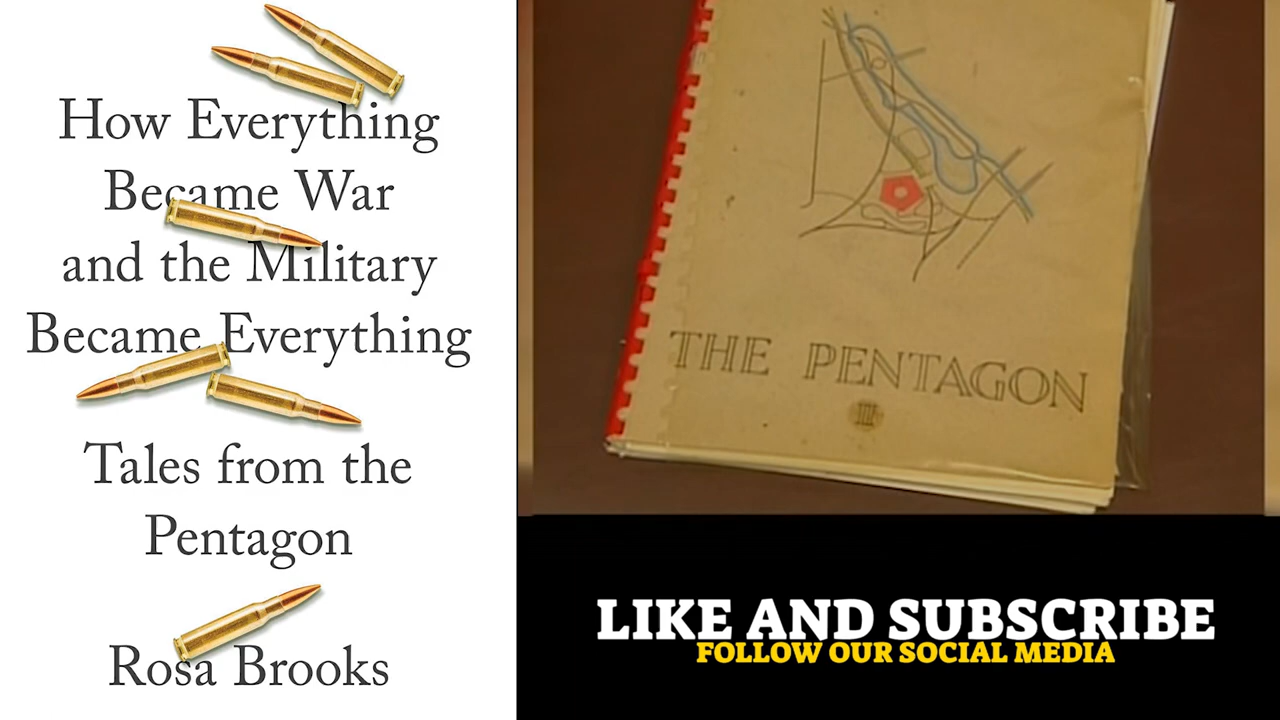 How Everything
Became War
and the Military
Became Everything
Tales from the
Pentagon
Rosa Brooks
THE PENTAGON
III
LIKE AND SUBSCRIBE
FOLLOW OUR SOCIAL MEDIA